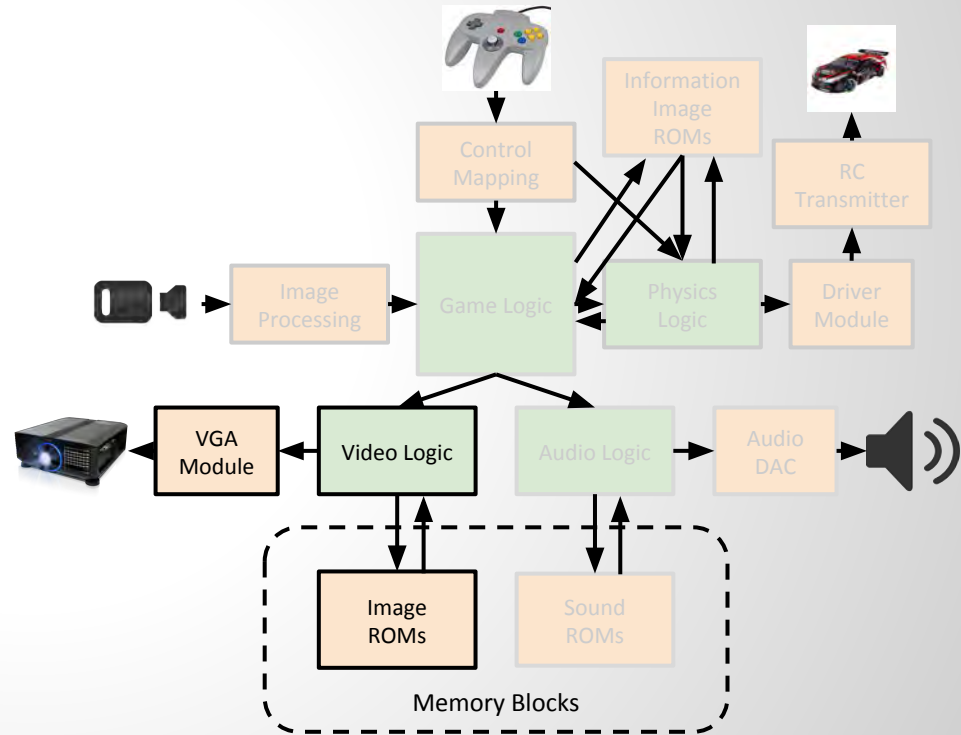 Information
Image
ROMs
Control
Mapping
RC
Transmitter
Image
Processing
Game Logic
Physics
Logic
Driver
Module
VGA
Module
Video Logic
Audio Logic
Audio
DAC
Image
ROMs
Sound
ROMs
Memory Blocks